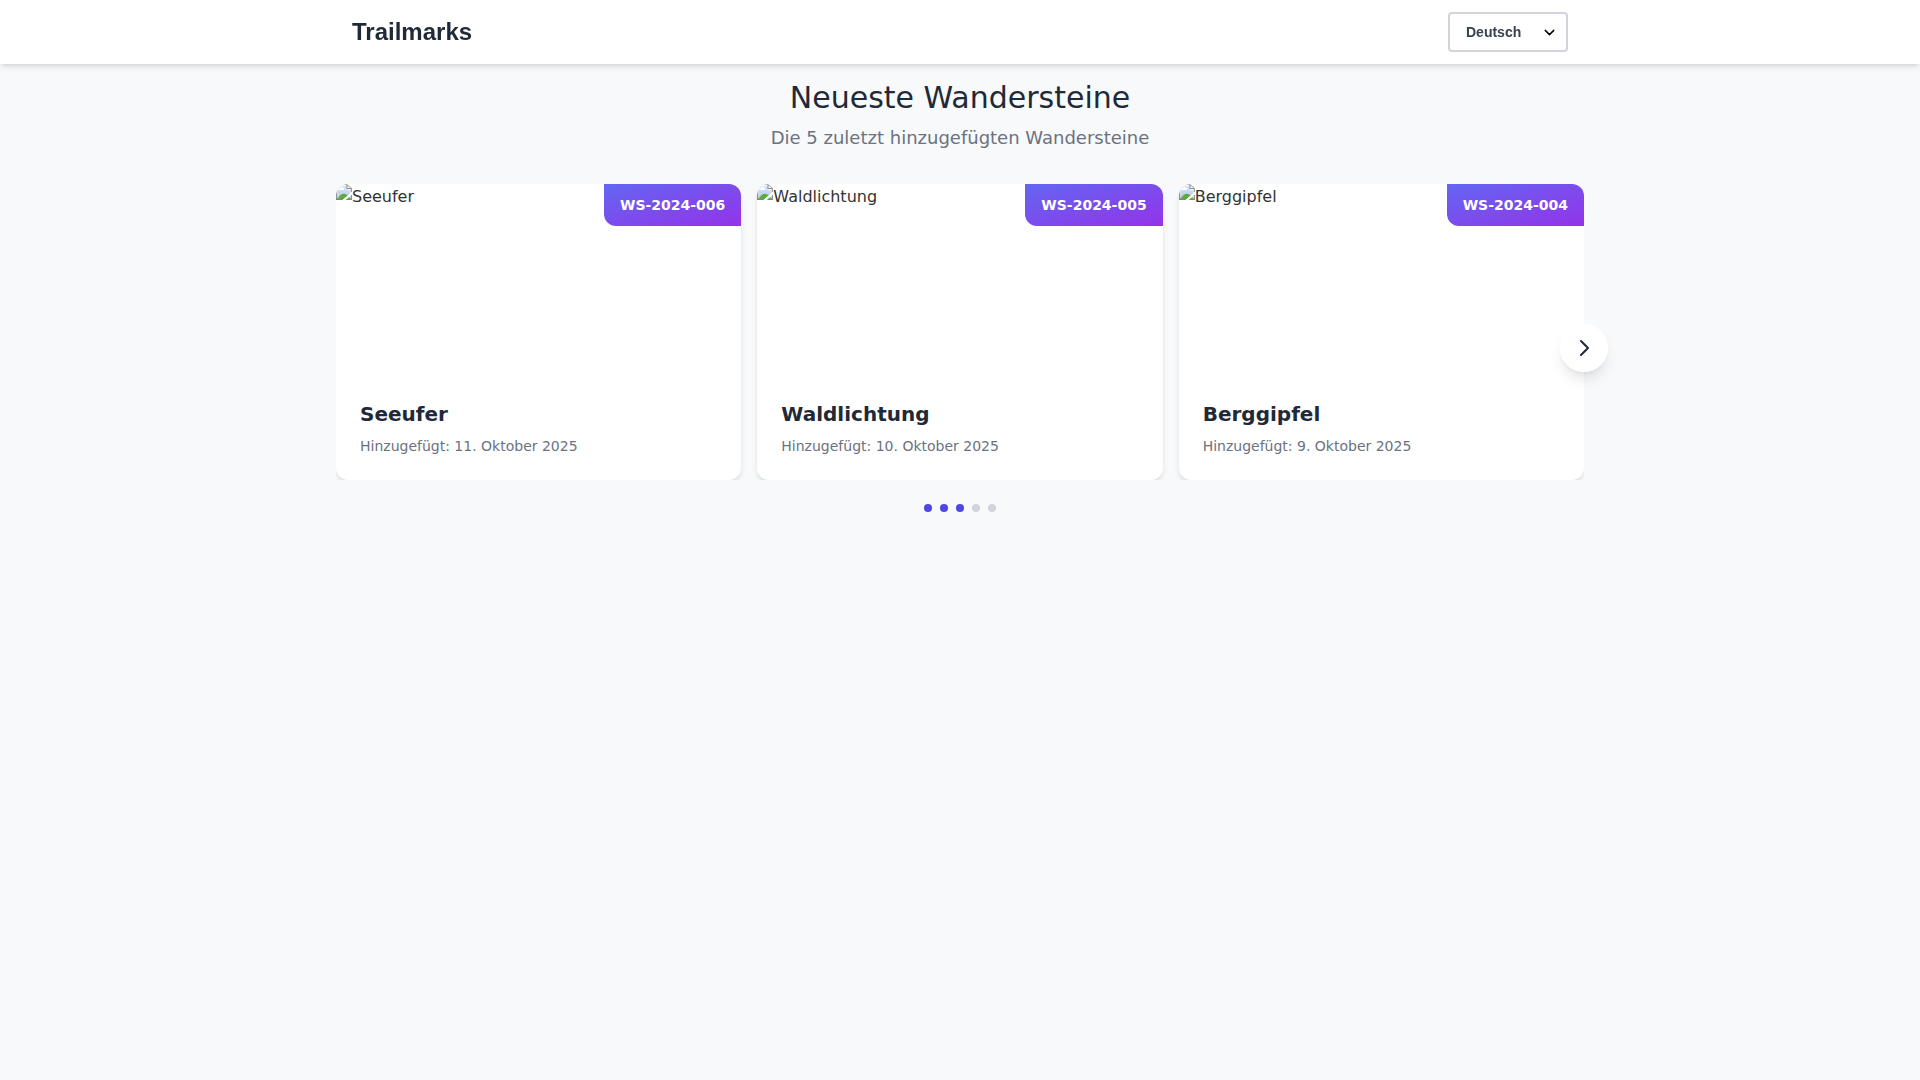 Trailmarks
Deutsch
Neueste Wandersteine
Die 5 zuletzt hinzugefügten Wandersteine
Seeufer
WS-2024-006
Waldlichtung
WS-2024-005
Berggipfel
WS-2024-004
Seeufer
Hinzugefügt: 11. Oktober 2025
Waldlichtung
Hinzugefügt: 10. Oktober 2025
Berggipfel
Hinzugefügt: 9. Oktober 2025